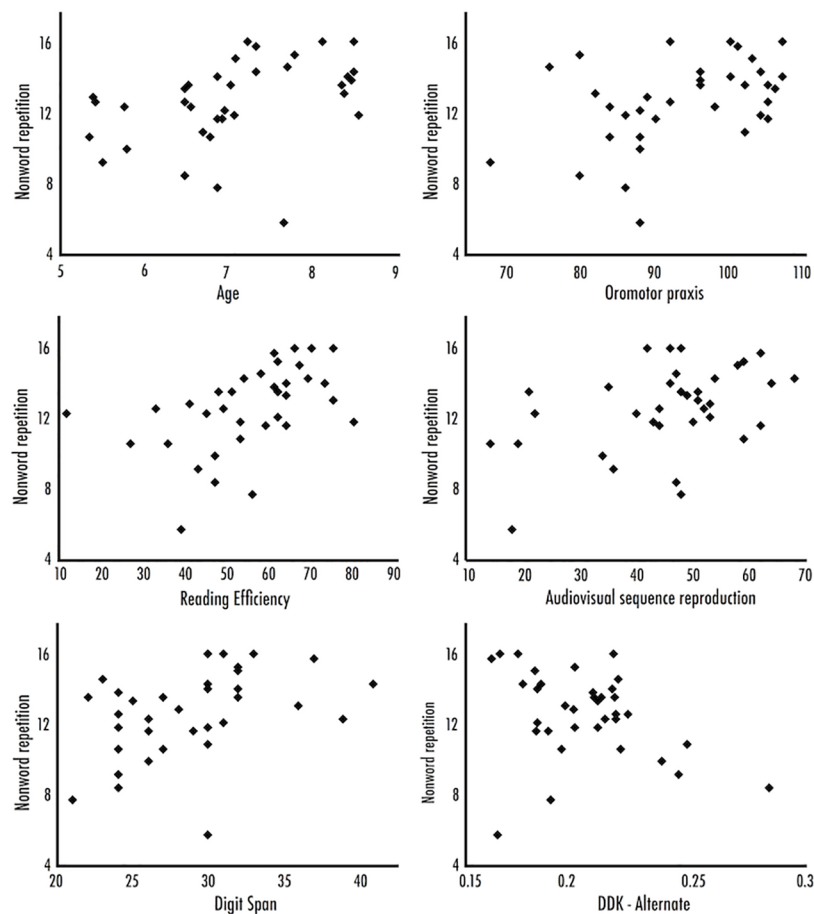 16
12
8
4
Nonword repetition
5 6 7 8 9
Age
16
12
8
4
Nonword repetition
70 80 90 100 110
Oromotor praxis
16
12
8
4
Nonword repetition
10 20 30 40 50 60 70 80 90
Reading Efficiency
16
12
8
4
Nonword repetition
10 20 30 40 50 60 70
Audiovisual sequence reproduction
16
12
8
4
Nonword repetition
20 25 30 35 40
Digit Span
16
12
8
4
Nonword repetition
0.15 0.2 0.25 0.3
DDK - Alternate